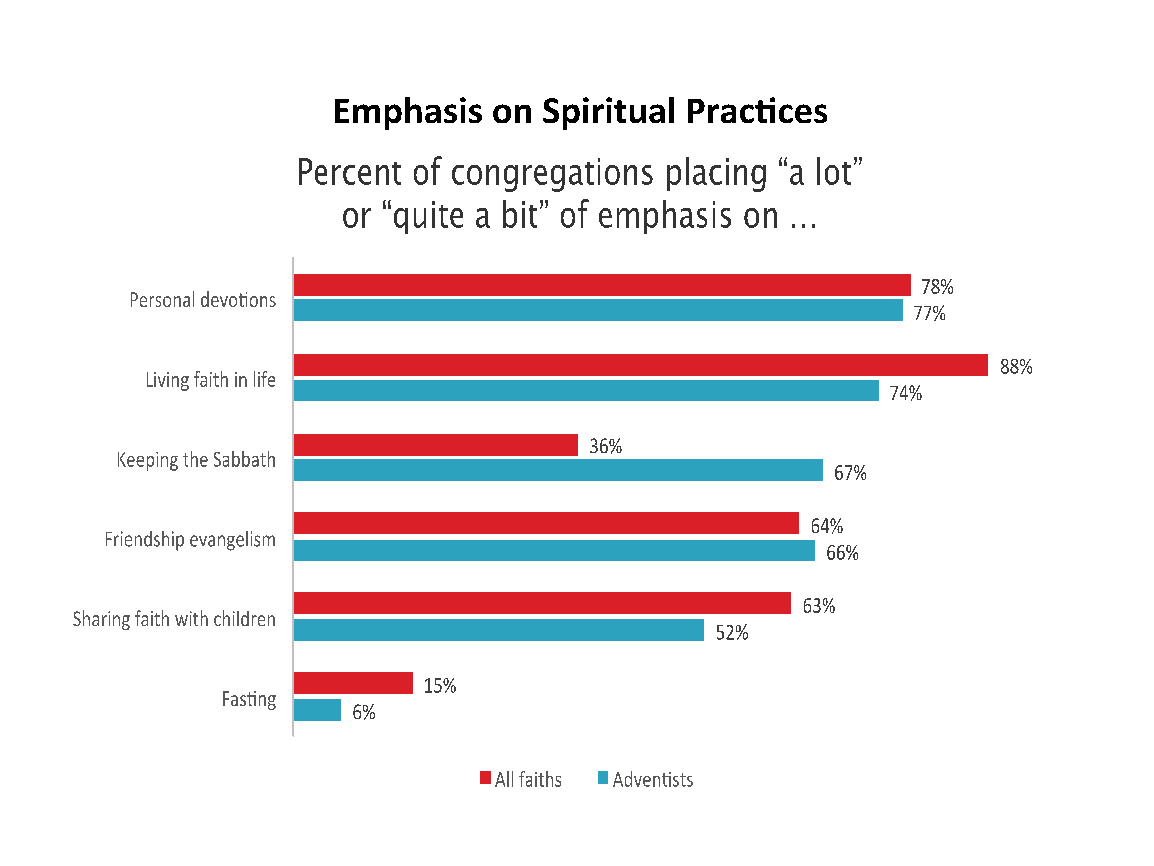 Emphasis on Spiritual Practices
Percent of congregations placing “a lot”
or “quite a bit” of emphasis on ...
Personal devotions
78%
77%
Living faith in life
88%
74%
Keeping the Sabbath
36%
67%
Friendship evangelism
64%
66%
Sharing faith with children
63%
52%
Fasting
15%
6%
All faiths
Adventists